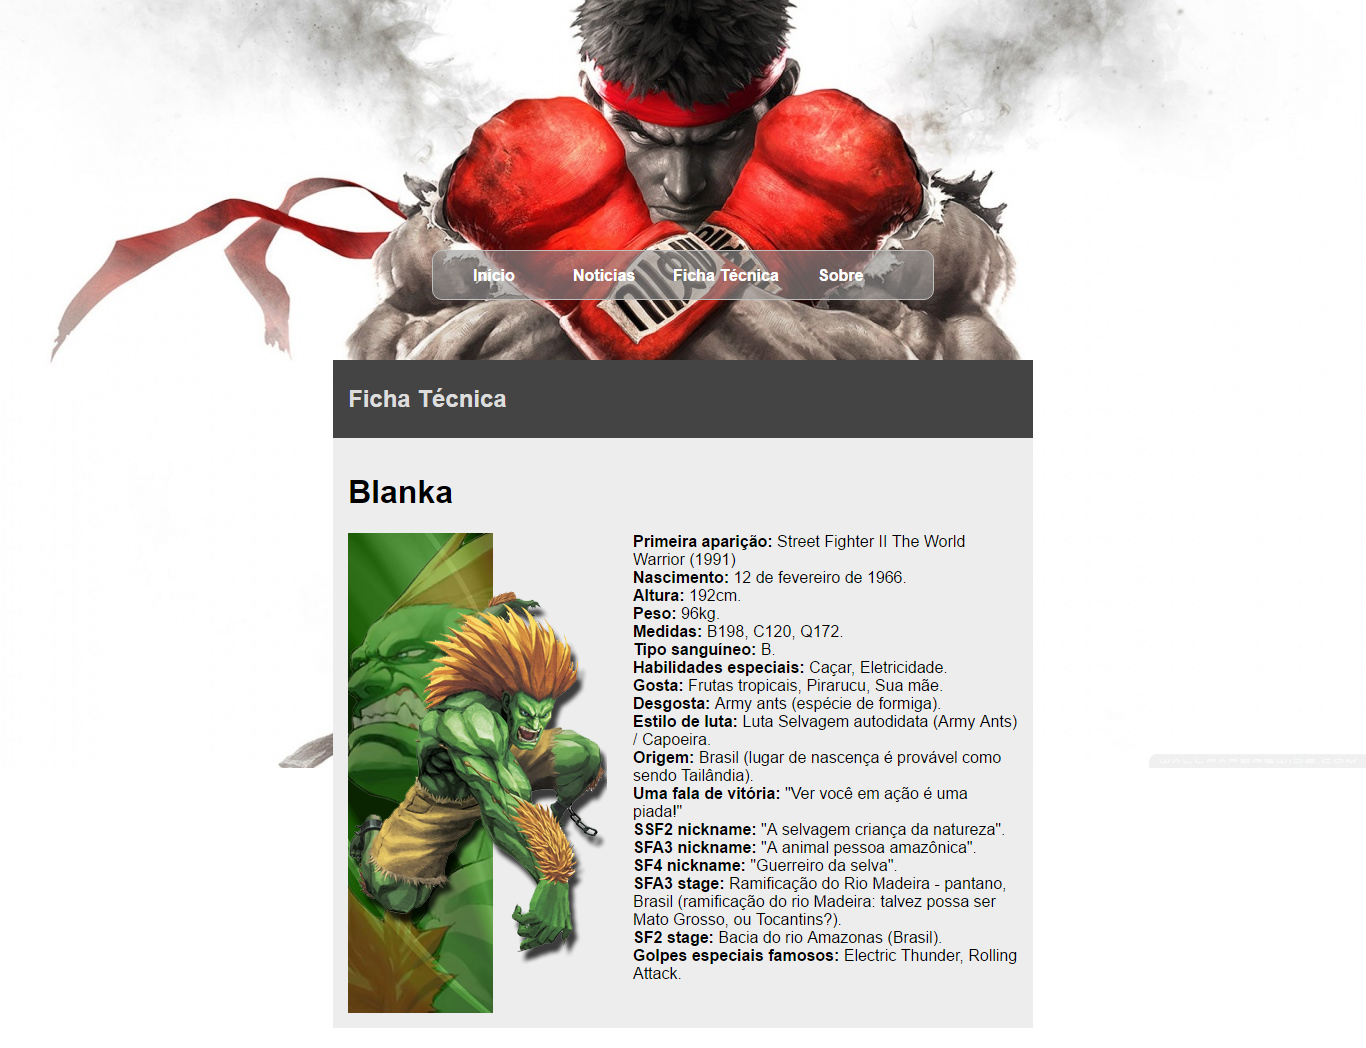 Inicio Noticias Ficha Técnica Sobre
Ficha Técnica
Blanka
Primeira aparição: Street Fighter II The World
Warrior (1991)
Nascimento: 12 de fevereiro de 1966.
Altura: 192cm.
Peso: 96kg.
Medidas: B198, C120, Q172.
Tipo sanguíneo: B.
Habilidades especiais: Caçar, Eletricidade.
Gosta: Frutas tropicais, Pirarucu, Sua mãe.
Desgosta: Army ants (espécie de formiga).
Estilo de luta: Luta Selvagem autodidata (Army Ants)
/ Capoeira.
Origem: Brasil (lugar de nascença é provável como
sendo Tailândia).
Uma fala de vitória: "Ver você em ação é uma
piada!"
SSF2 nickname: "A selvagem criança da natureza".
SFA3 nickname: "A animal pessoa amazônica".
SF4 nickname: "Guerreiro da selva".
SFA3 stage: Ramificação do Rio Madeira - pantano,
Brasil (ramificação do rio Madeira: talvez possa ser
Mato Grosso, ou Tocantins?).
SF2 stage: Bacia do rio Amazonas (Brasil).
Golpes especiais famosos: Electric Thunder, Rolling
Attack.
WALLPAPERSWIDE.COM